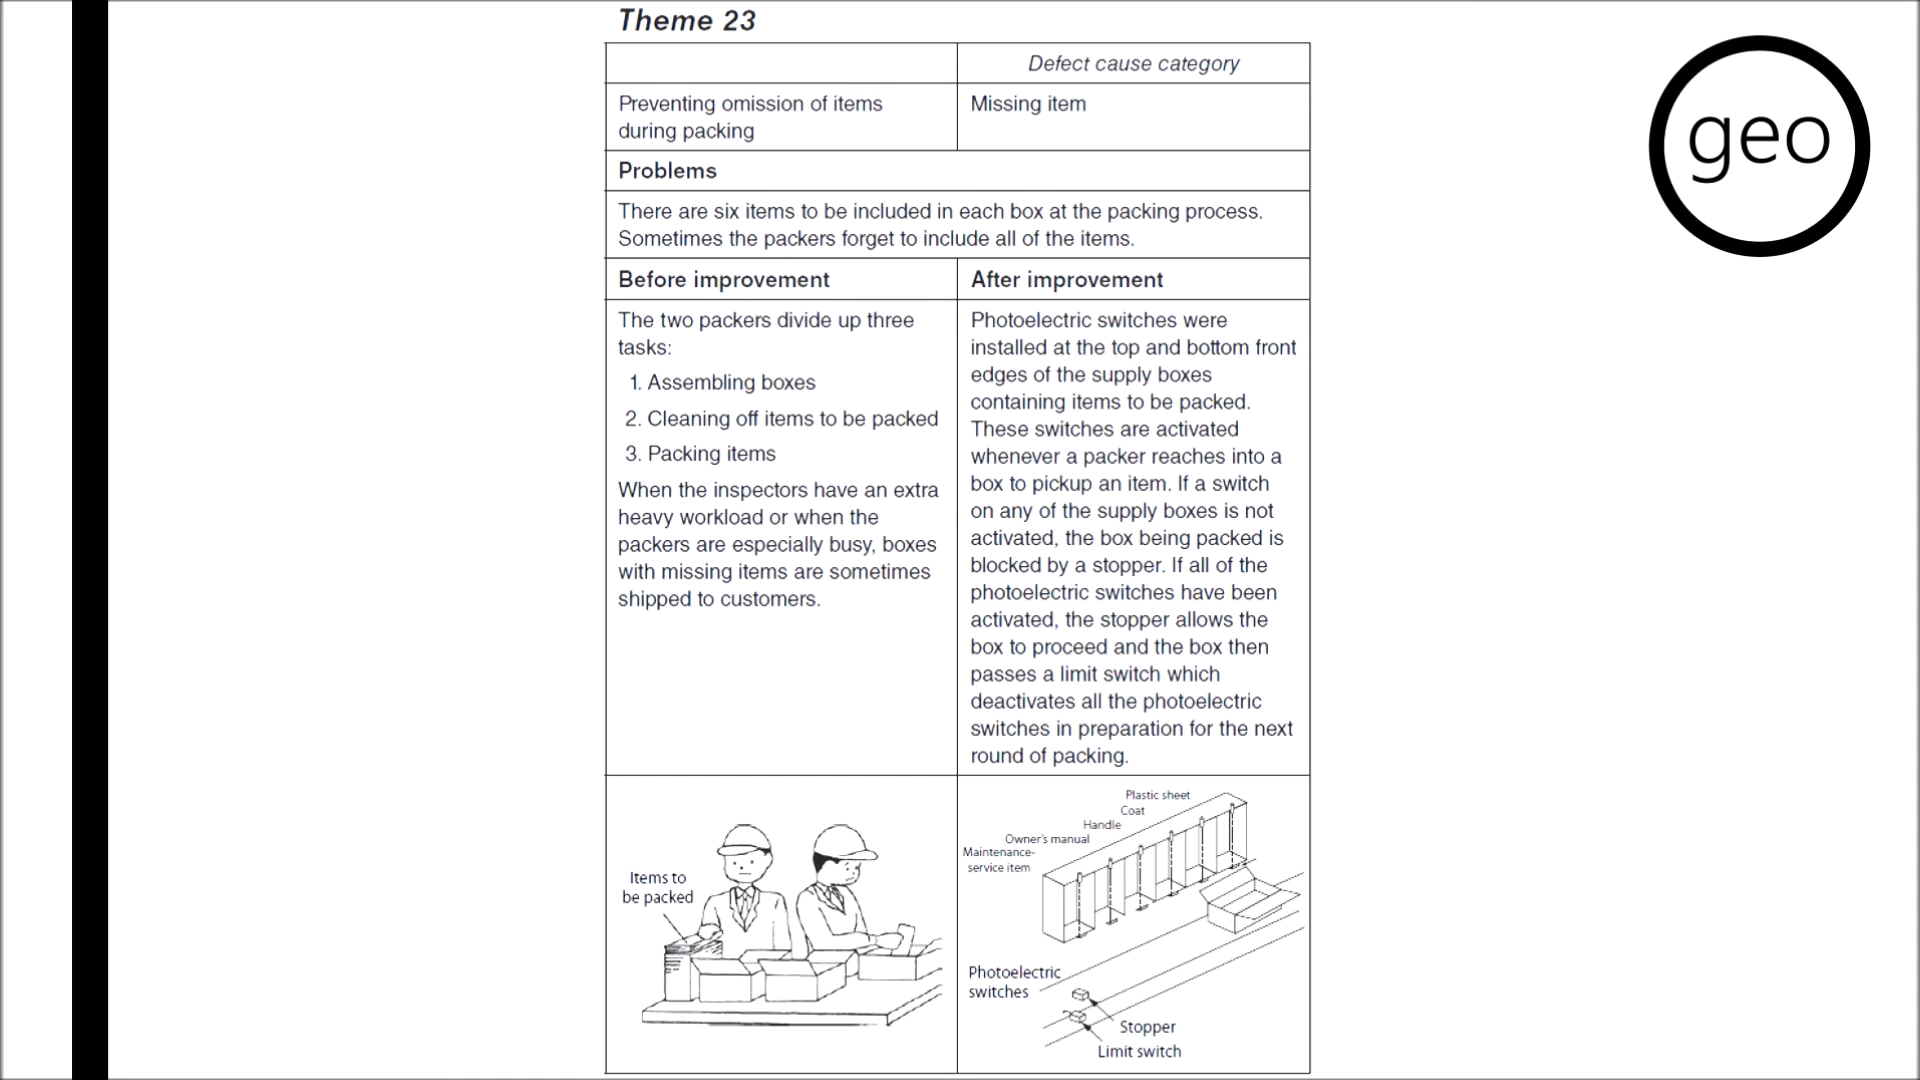 Theme 23
Defect cause category
Preventing omission of items
during packing
Missing item
Problems
There are six items to be included in each box at the packing process.
Sometimes the packers forget to include all of the items.
Before improvement
The two packers divide up three
tasks:
1. Assembling boxes
2. Cleaning off items to be packed
3. Packing items
When the inspectors have an extra
heavy workload or when the
packers are especially busy, boxes
with missing items are sometimes
shipped to customers.
After improvement
Photoelectric switches were
installed at the top and bottom front
edges of the supply boxes
containing items to be packed.
These switches are activated
whenever a packer reaches into a
box to pickup an item. If a switch
on any of the supply boxes is not
activated, the box being packed is
blocked by a stopper. If all of the
photoelectric switches have been
activated, the stopper allows the
box to proceed and the box then
passes a limit switch which
deactivates all the photoelectric
switches in preparation for the next
round of packing.
Items to
be packed
Plastic sheet
Coat
Handle
Owner's manual
Maintenance-
service item
Photoelectric
switches
Stopper
Limit switch
geo